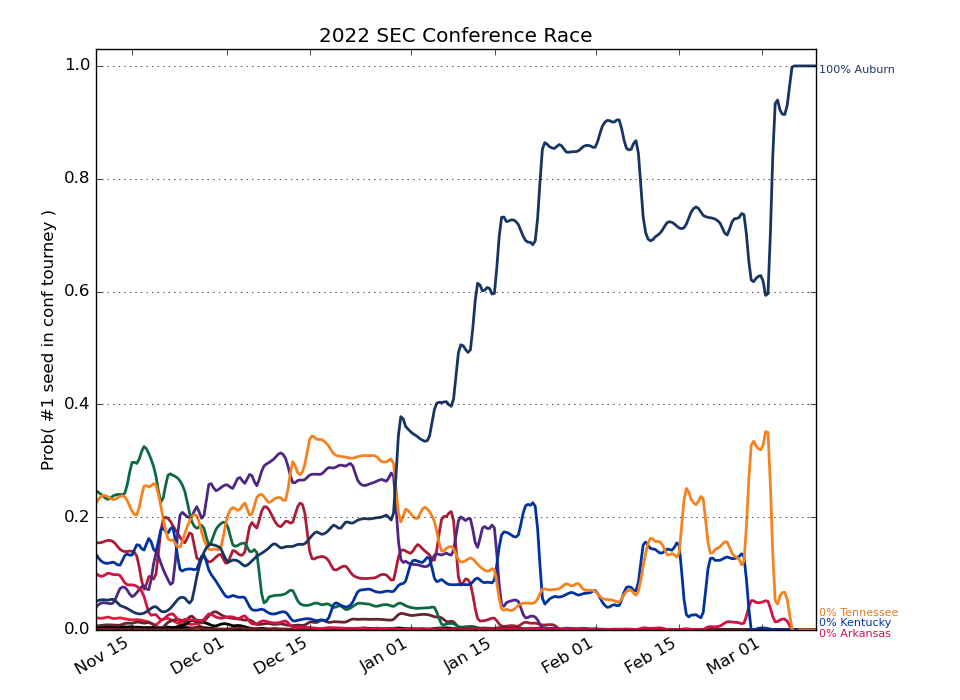 2022 SEC Conference Race
Prob( #1 seed in conf tourney )
1.0
0.8
0.6
0.4
0.2
0.0
100% Auburn
0% Tennessee
0% Kentucky
0% Arkansas
Nov 15
Dec 01
Dec 15
Jan 01
Jan 15
Feb 01
Feb 15
Mar 01